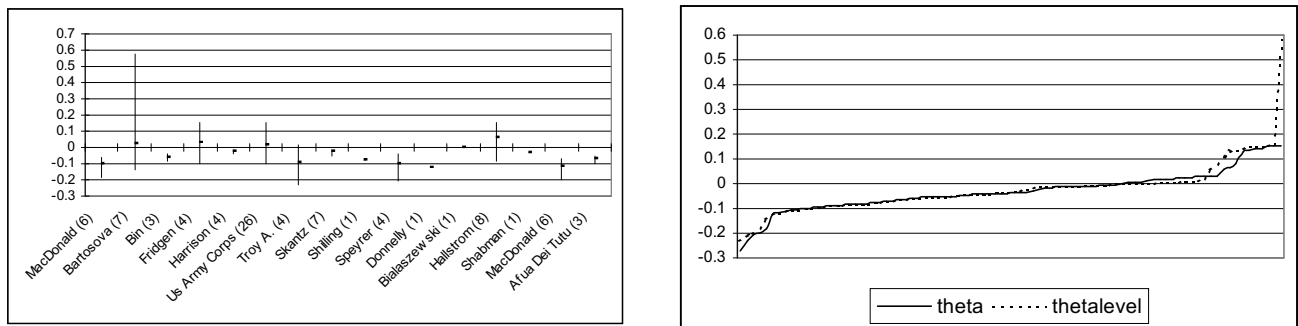 0.7
0.6
0.5
0.4
0.3
0.2
0.1
0
-0.1
-0.2
-0.3
MacDonald (6)
Bartosova (7)
Bin (3)
Fridgen (4)
Harrison (4)
Us Army Corps (26)
Troy A. (4)
Skantz (7)
Shilling (1)
Speyrer (4)
Donnelly (1)
Bialaszewski (1)
Hallstrom (8)
Shabman (1)
MacDonald (6)
Afua Dei Tutu (3)
0.6
0.5
0.4
0.3
0.2
0.1
0
-0.1
-0.2
-0.3
theta thetalevel